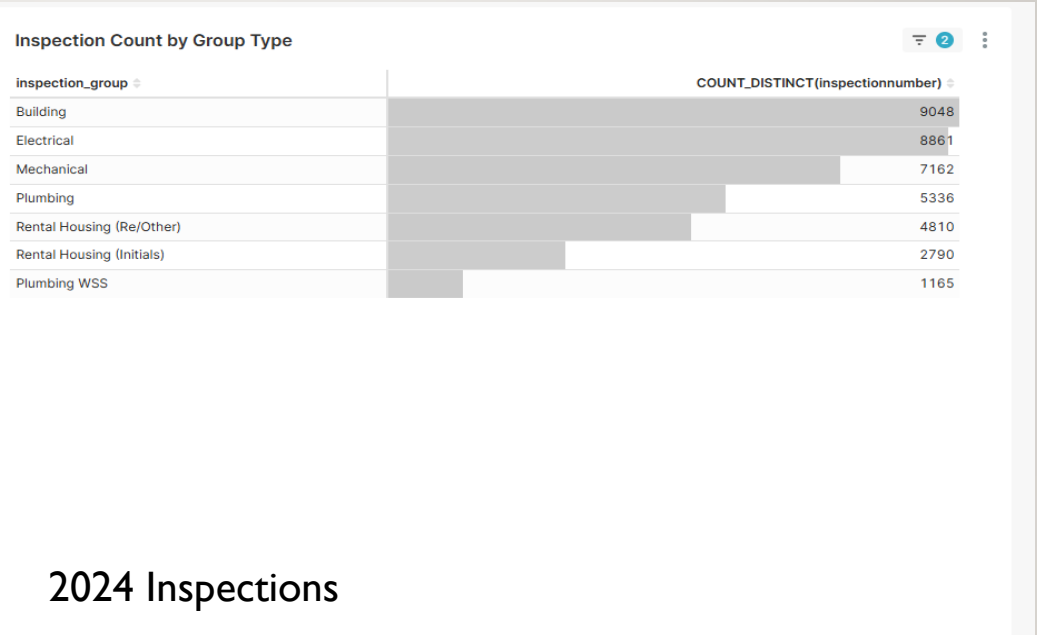 Inspection Count by Group Type
2
inspection_group COUNT_DISTINCT(inspectionnumber)
Building 9048
Electrical 8861
Mechanical 7162
Plumbing 5336
Rental Housing (Re/Other) 4810
Rental Housing (Initials) 2790
Plumbing WSS 1165
2024 Inspections